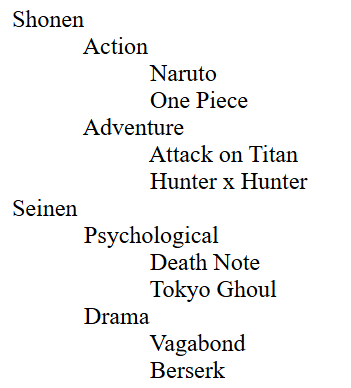 Shonen
Action
Naruto
One Piece
Adventure
Attack on Titan
Hunter x Hunter
Seinen
Psychological
Death Note
Tokyo Ghoul
Drama
Vagabond
Berserk